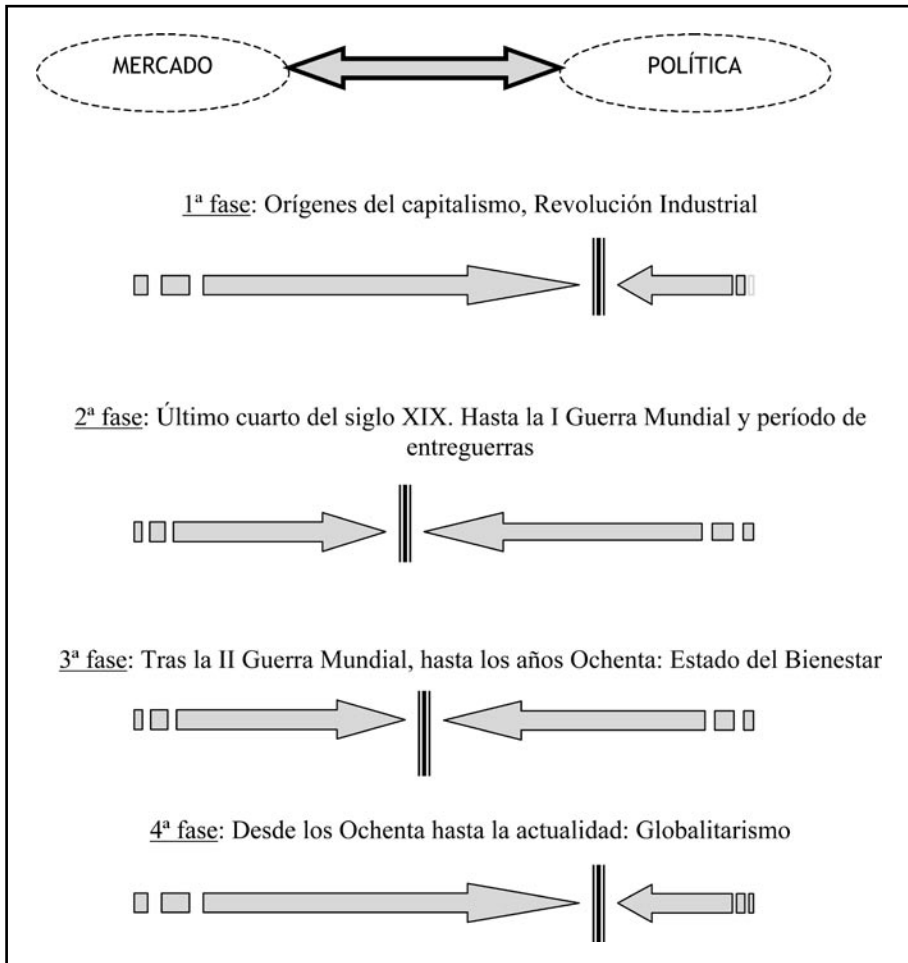 MERCADO
POLÍTICA
1ª fase: Orígenes del capitalismo, Revolución Industrial
2ª fase: Último cuarto del siglo XIX. Hasta la I Guerra Mundial y período de
entreguerras
3ª fase: Tras la II Guerra Mundial, hasta los años Ochenta: Estado del Bienestar
4ª fase: Desde los Ochenta hasta la actualidad: Globalitarismo